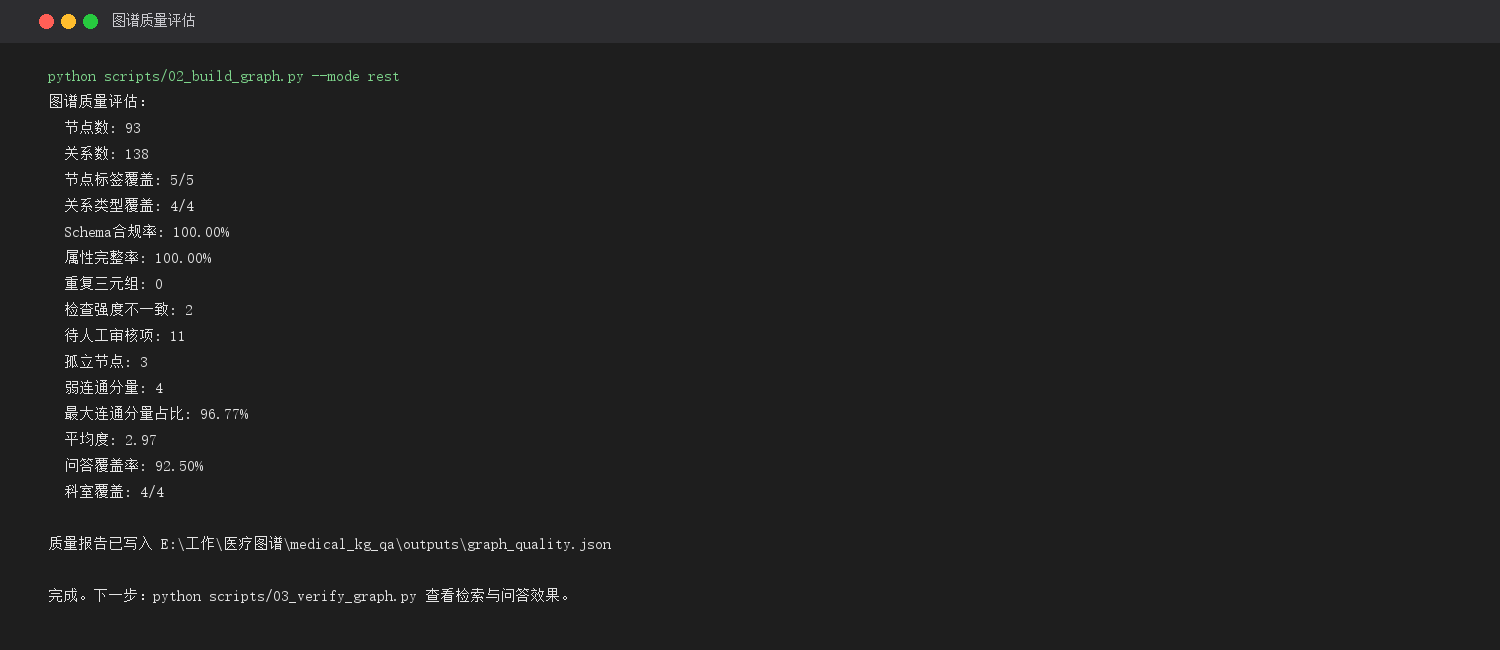 图谱质量评估
python scripts/02_build_graph.py --mode rest
图谱质量评估：
节点数: 93
关系数: 138
节点标签覆盖: 5/5
关系类型覆盖: 4/4
Schema合规率: 100.00%
属性完整率: 100.00%
重复三元组: 0
检查强度不一致: 2
待人工审核项: 11
孤立节点: 3
弱连通分量: 4
最大连通分量占比: 96.77%
平均度: 2.97
问答覆盖率: 92.50%
科室覆盖: 4/4
质量报告已写入 E:\工作\医疗图谱\medical_kg_qa\outputs\graph_quality.json
完成。下一步：python scripts/03_verify_graph.py 查看检索与问答效果。